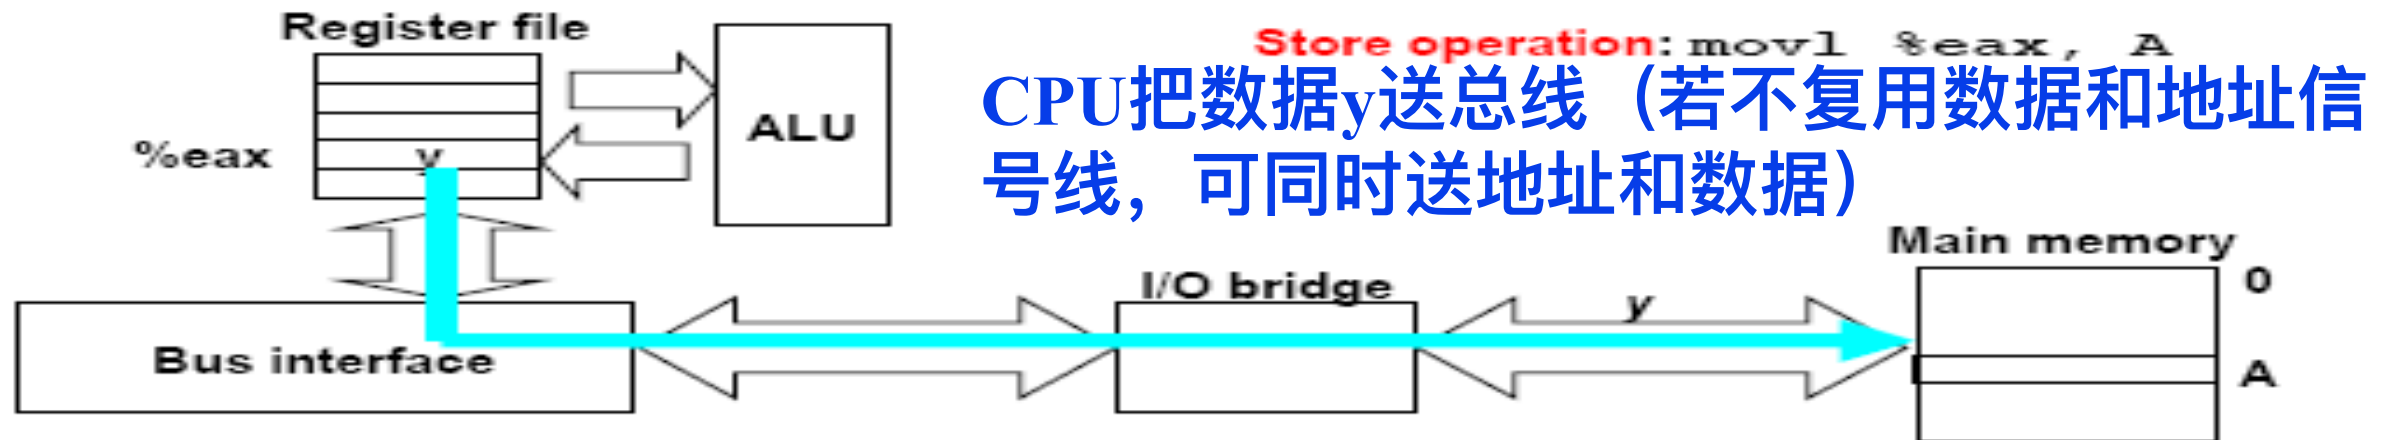 Register file
Store operation: movl %eax, A
CPU把数据y送总线（若不复用数据和地址信
号线，可同时送地址和数据）
ALU
%eax
y
Main memory
0
I/O bridge
y
Bus interface
A